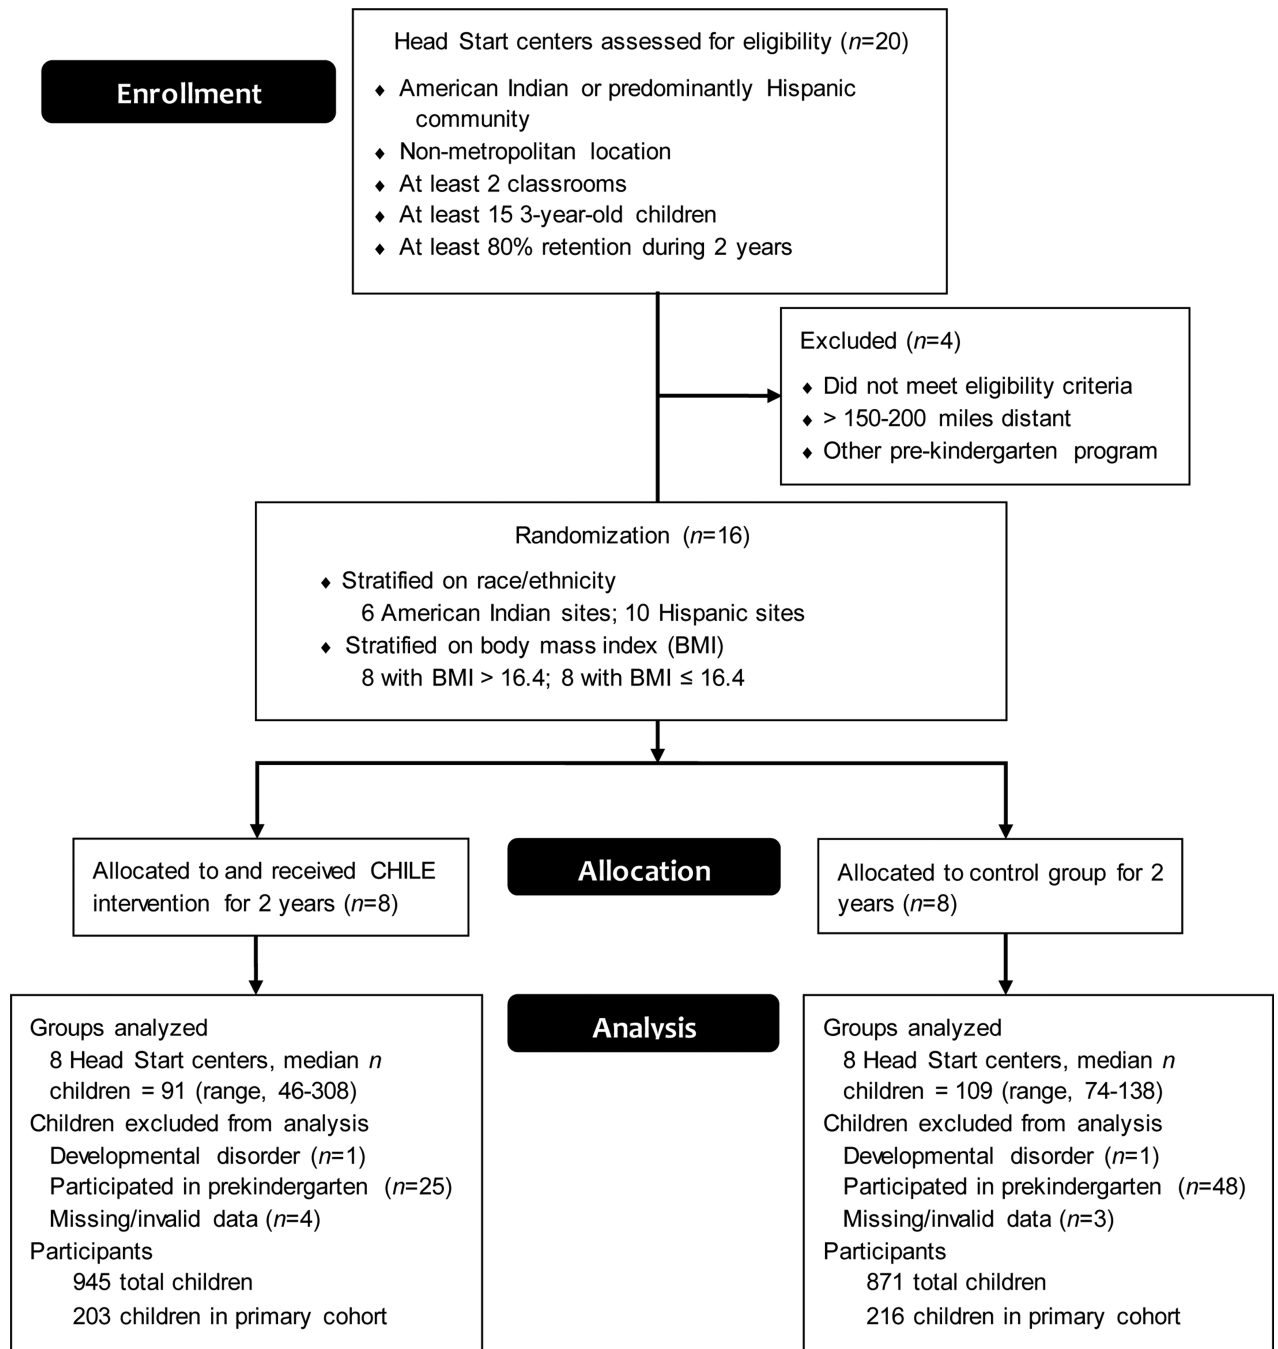 Head Start centers assessed for eligibility (n=20)
Enrollment
♦ American Indian or predominantly Hispanic
community
♦ Non-metropolitan location
♦ At least 2 classrooms
♦ At least 15 3-year-old children
♦ At least 80% retention during 2 years
Excluded (n=4)
♦ Did not meet eligibility criteria
♦ > 150-200 miles distant
♦ Other pre-kindergarten program
Randomization (n=16)
♦ Stratified on race/ethnicity
6 American Indian sites; 10 Hispanic sites
♦ Stratified on body mass index (BMI)
8 with BMI > 16.4; 8 with BMI ≤ 16.4
Allocated to and received CHILE
intervention for 2 years (n=8)
Allocation
Allocated to control group for 2
years (n=8)
Groups analyzed
8 Head Start centers, median n
children = 91 (range, 46-308)
Children excluded from analysis
Developmental disorder (n=1)
Participated in prekindergarten (n=25)
Missing/invalid data (n=4)
Participants
945 total children
203 children in primary cohort
Analysis
Groups analyzed
8 Head Start centers, median n
children = 109 (range, 74-138)
Children excluded from analysis
Developmental disorder (n=1)
Participated in prekindergarten (n=48)
Missing/invalid data (n=3)
Participants
871 total children
216 children in primary cohort